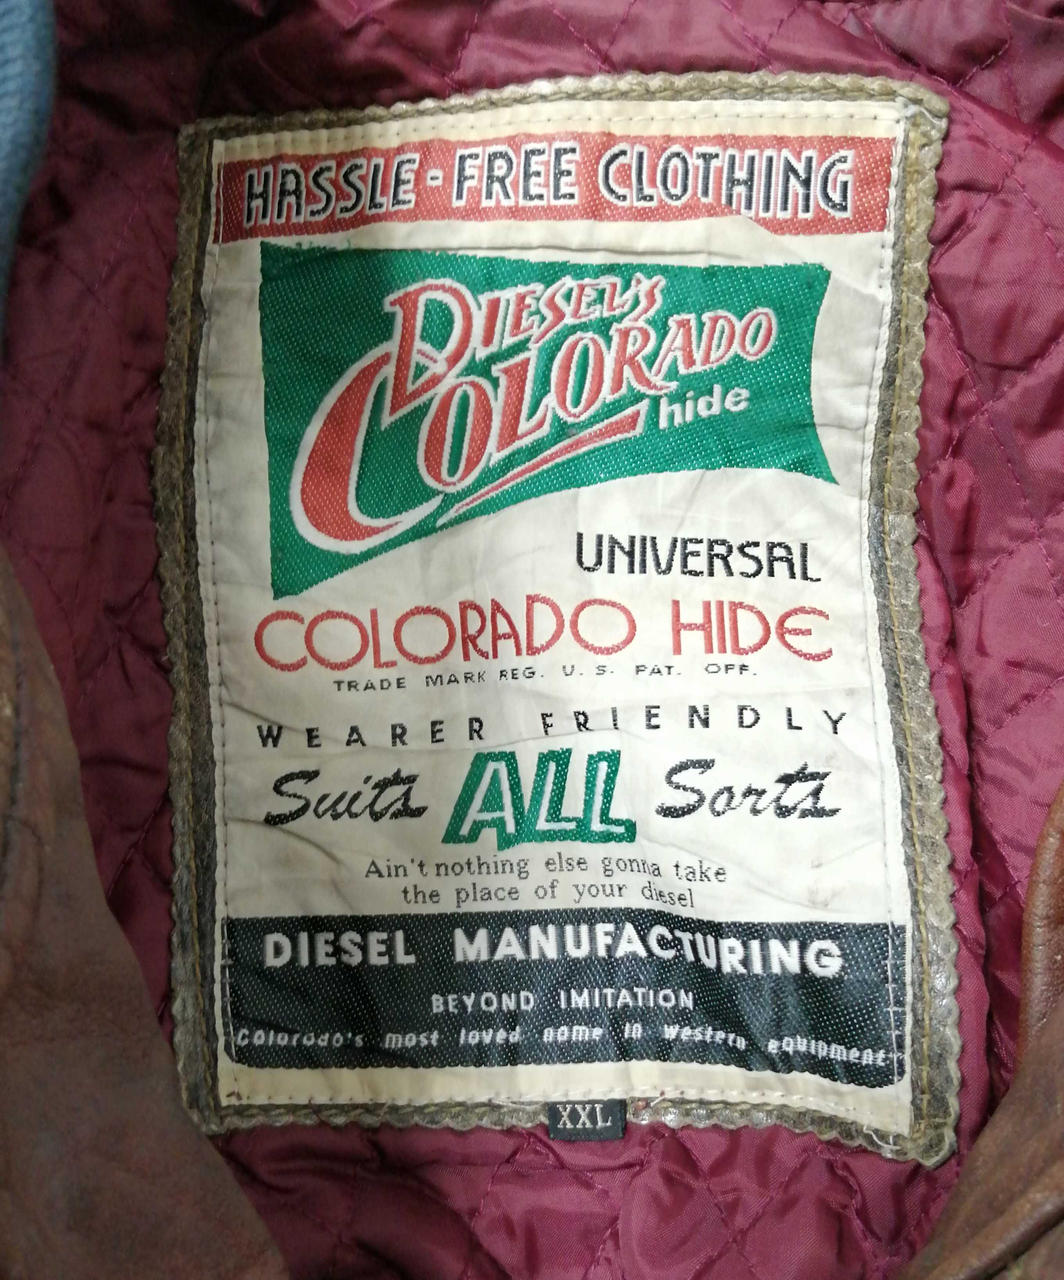 HASSLE-FREE CLOTHING
DIESEL'S
COLORADO
hide
UNIVERSAL
COLORADO HIDE
TRADE MARK REG. U. S. PAT. OFF.
WEARER FRIENDLY
Suits ALL Sorts
Ain't nothing else gonna take
the place of your diesel
DIESEL MANUFACTURING
BEYOND IMITATION
Colorado's most loved name in western equipment
XXL